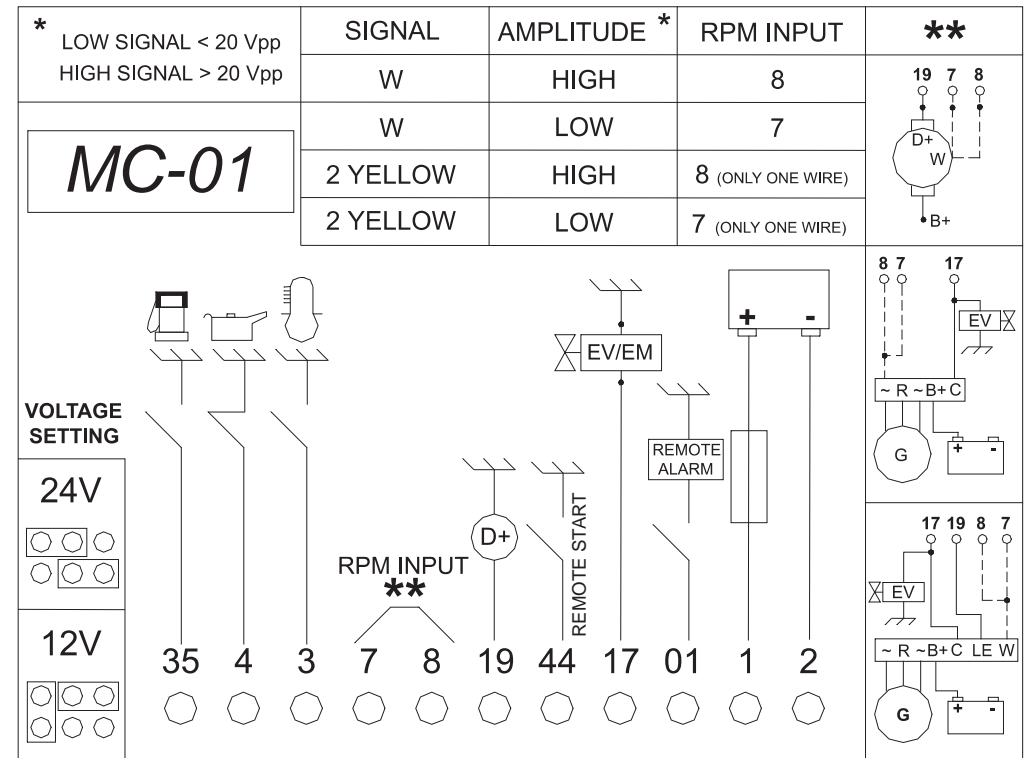 * LOW SIGNAL < 20 Vpp
HIGH SIGNAL > 20 Vpp
SIGNAL AMPLITUDE * RPM INPUT **
W HIGH 8
W LOW 7
2 YELLOW HIGH 8 (ONLY ONE WIRE)
2 YELLOW LOW 7 (ONLY ONE WIRE)
MC-01
19 7 8
D+
W
B+
8 7 17
EV
~ R ~ B+ C
G
+ -
17 19 8 7
EV
~ R ~ B+ C LE W
G
+ -
+ -
EV/EM
REMOTE
ALARM
D+
REMOTE START
RPM INPUT
**
VOLTAGE
SETTING
24V
12V
35 4 3 7 8 19 44 17 01 1 2